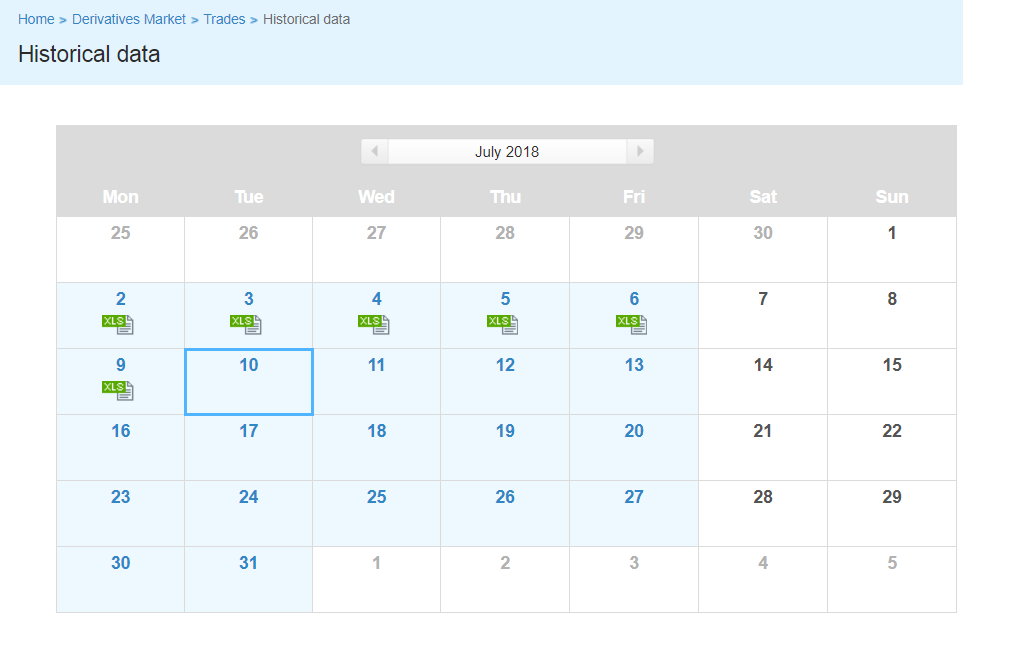 Home > Derivatives Market > Trades > Historical data
Historical data
July 2018
Mon Tue Wed Thu Fri Sat Sun
25 26 27 28 29 30 1
2 3 4 5 6 7 8
XLS XLS XLS XLS XLS
9 10 11 12 13 14 15
XLS
16 17 18 19 20 21 22
23 24 25 26 27 28 29
30 31 1 2 3 4 5